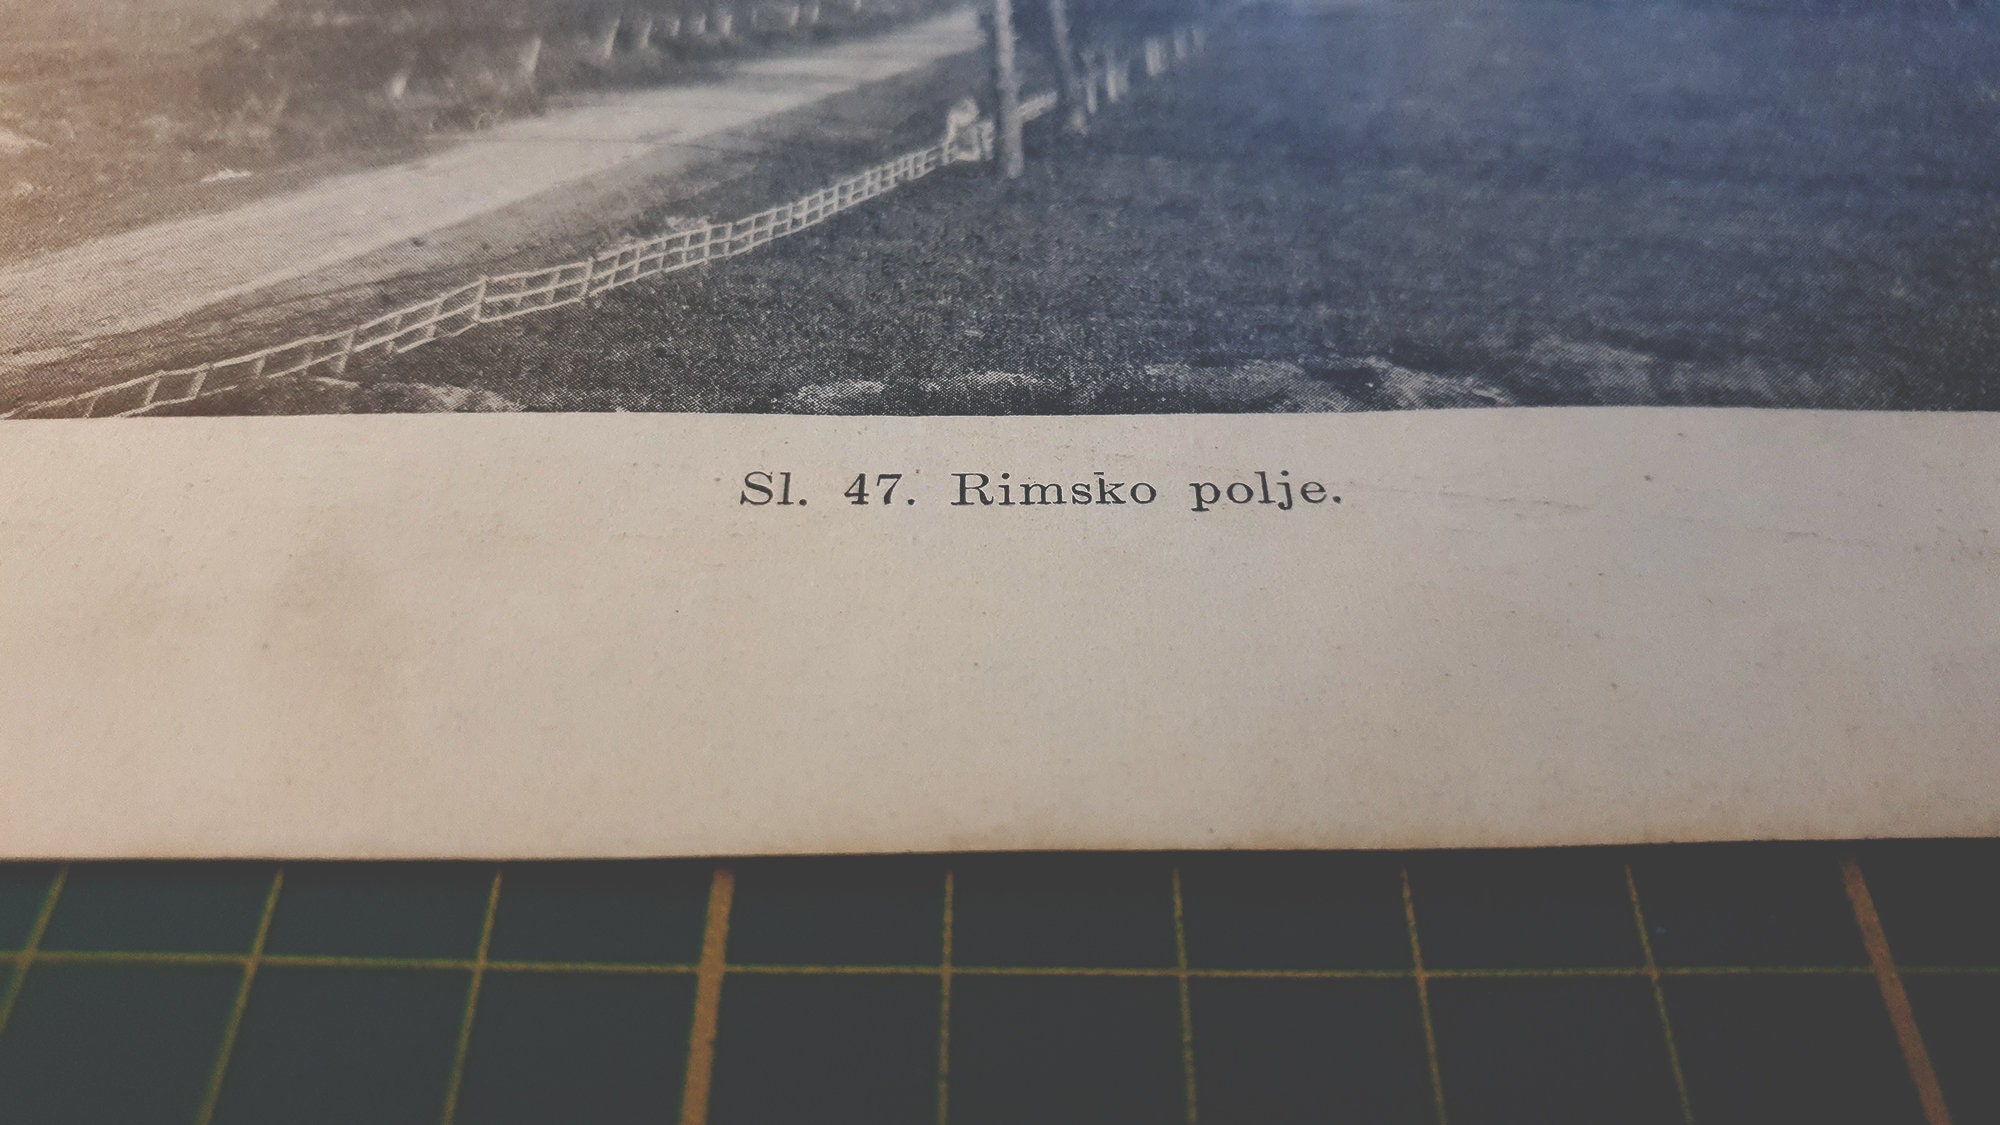 Sl. 47. Rimsko polje.